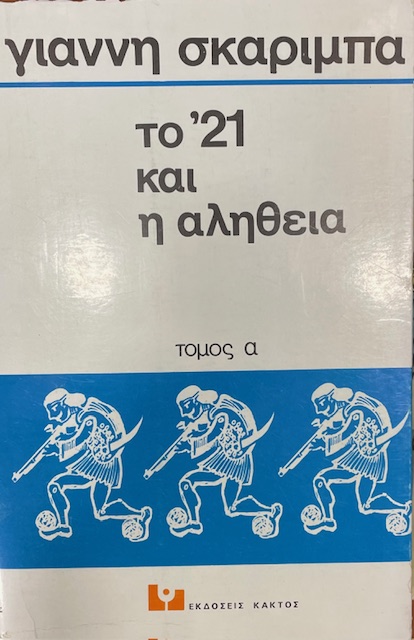 γιαννη σκαριμπα
το '21
και
η αληθεια
τομος α
ΕΚΔΟΣΕΙΣ ΚΑΚΤΟΣ